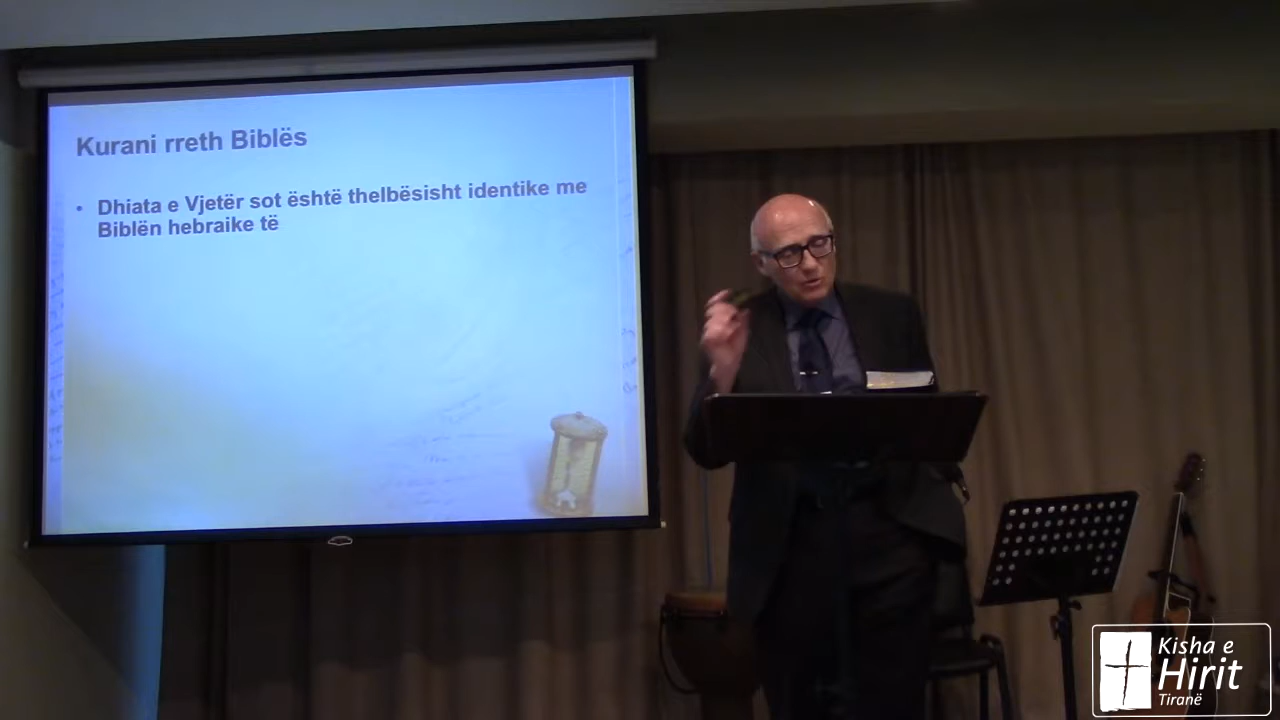 Kurani rreth Biblës
• Dhiata e Vjetër sot është thelbësisht identike me
Biblën hebraike të
Kisha e
Hirit
Tiranë